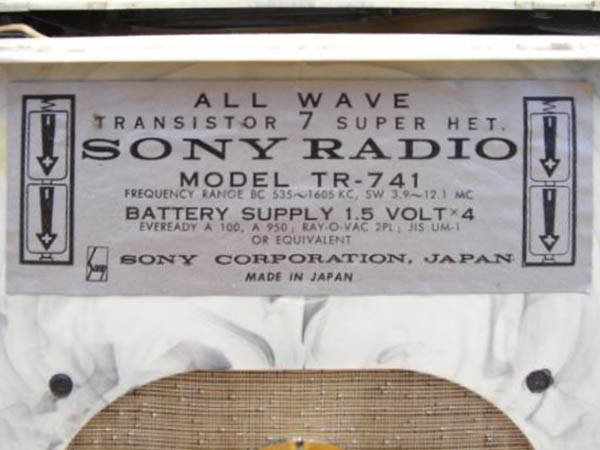 ALL WAVE
TRANSISTOR 7 SUPER HET.
SONY RADIO
MODEL TR-741
FREQUENCY RANGE BC 535~1605 KC, SW 3.9~12.1 MC
BATTERY SUPPLY 1.5 VOLT×4
EVEREADY A 100, A 950; RAY-O-VAC 2PL; JIS UM-1
OR EQUIVALENT
Sony SONY CORPORATION, JAPAN
MADE IN JAPAN